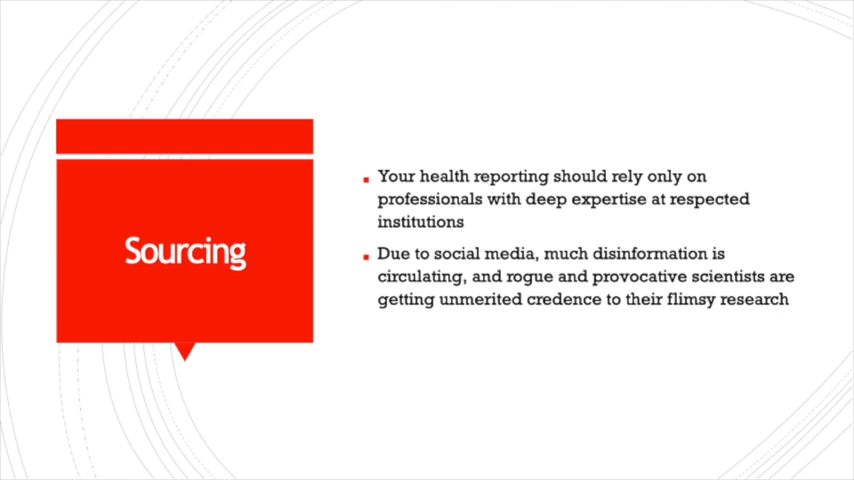 Sourcing
Your health reporting should rely only on
professionals with deep expertise at respected
institutions
Due to social media, much disinformation is
circulating, and rogue and provocative scientists are
getting unmerited credence to their flimsy research